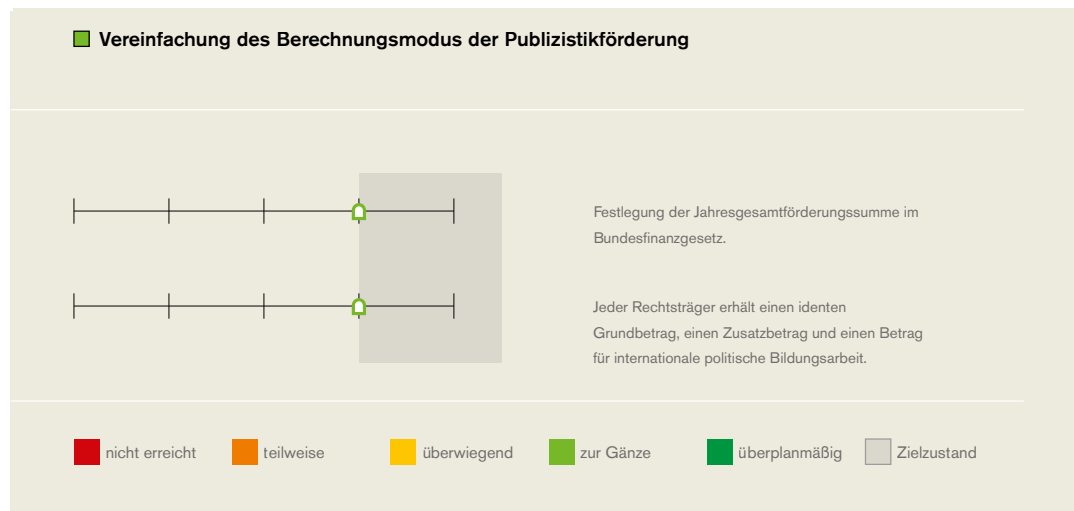 Vereinfachung des Berechnungsmodus der Publizistikförderung
Festlegung der Jahresgesamtförderungssumme im
Bundesfinanzgesetz.
Jeder Rechtsträger erhält einen identen
Grundbetrag, einen Zusatzbetrag und einen Betrag
für internationale politische Bildungsarbeit.
nicht erreicht teilweise überwiegend zur Gänze überplanmäßig Zielzustand